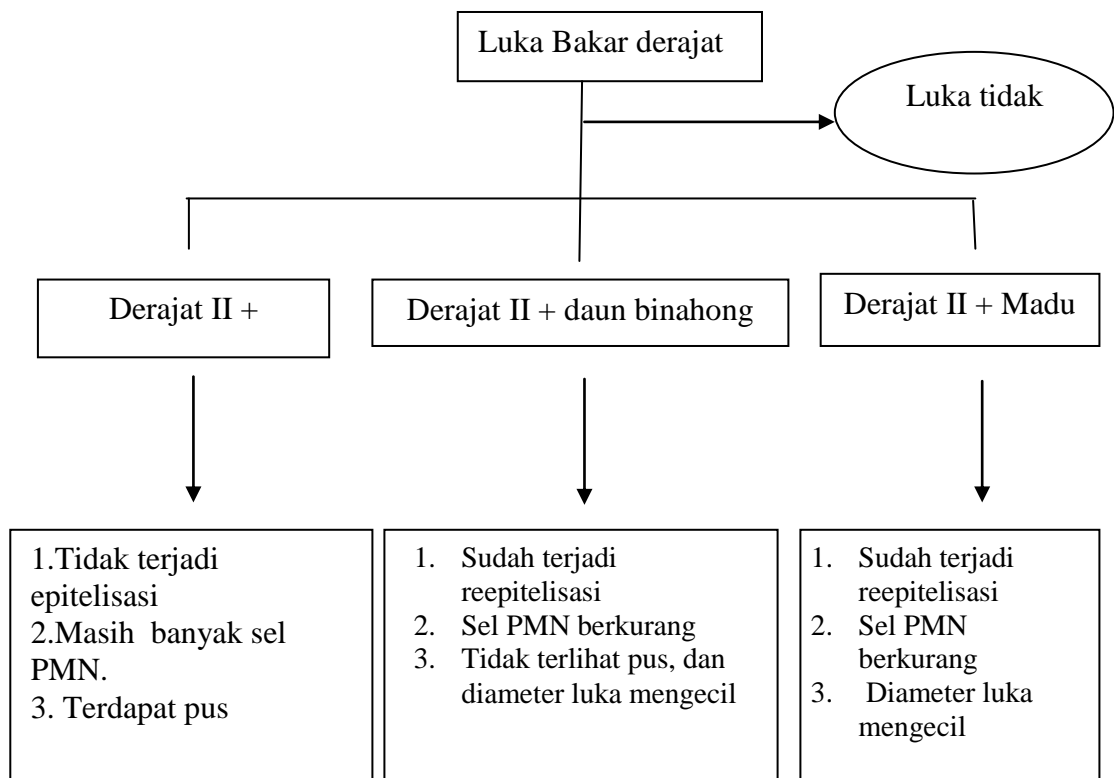 Luka Bakar derajat
Luka tidak
Derajat II +
Derajat II + daun binahong
Derajat II + Madu
1.Tidak terjadi
epitelisasi
2.Masih banyak sel
PMN.
3. Terdapat pus
1. Sudah terjadi
reepitelisasi
2. Sel PMN berkurang
3. Tidak terlihat pus, dan
diameter luka mengecil
1. Sudah terjadi
reepitelisasi
2. Sel PMN
berkurang
3. Diameter luka
mengecil